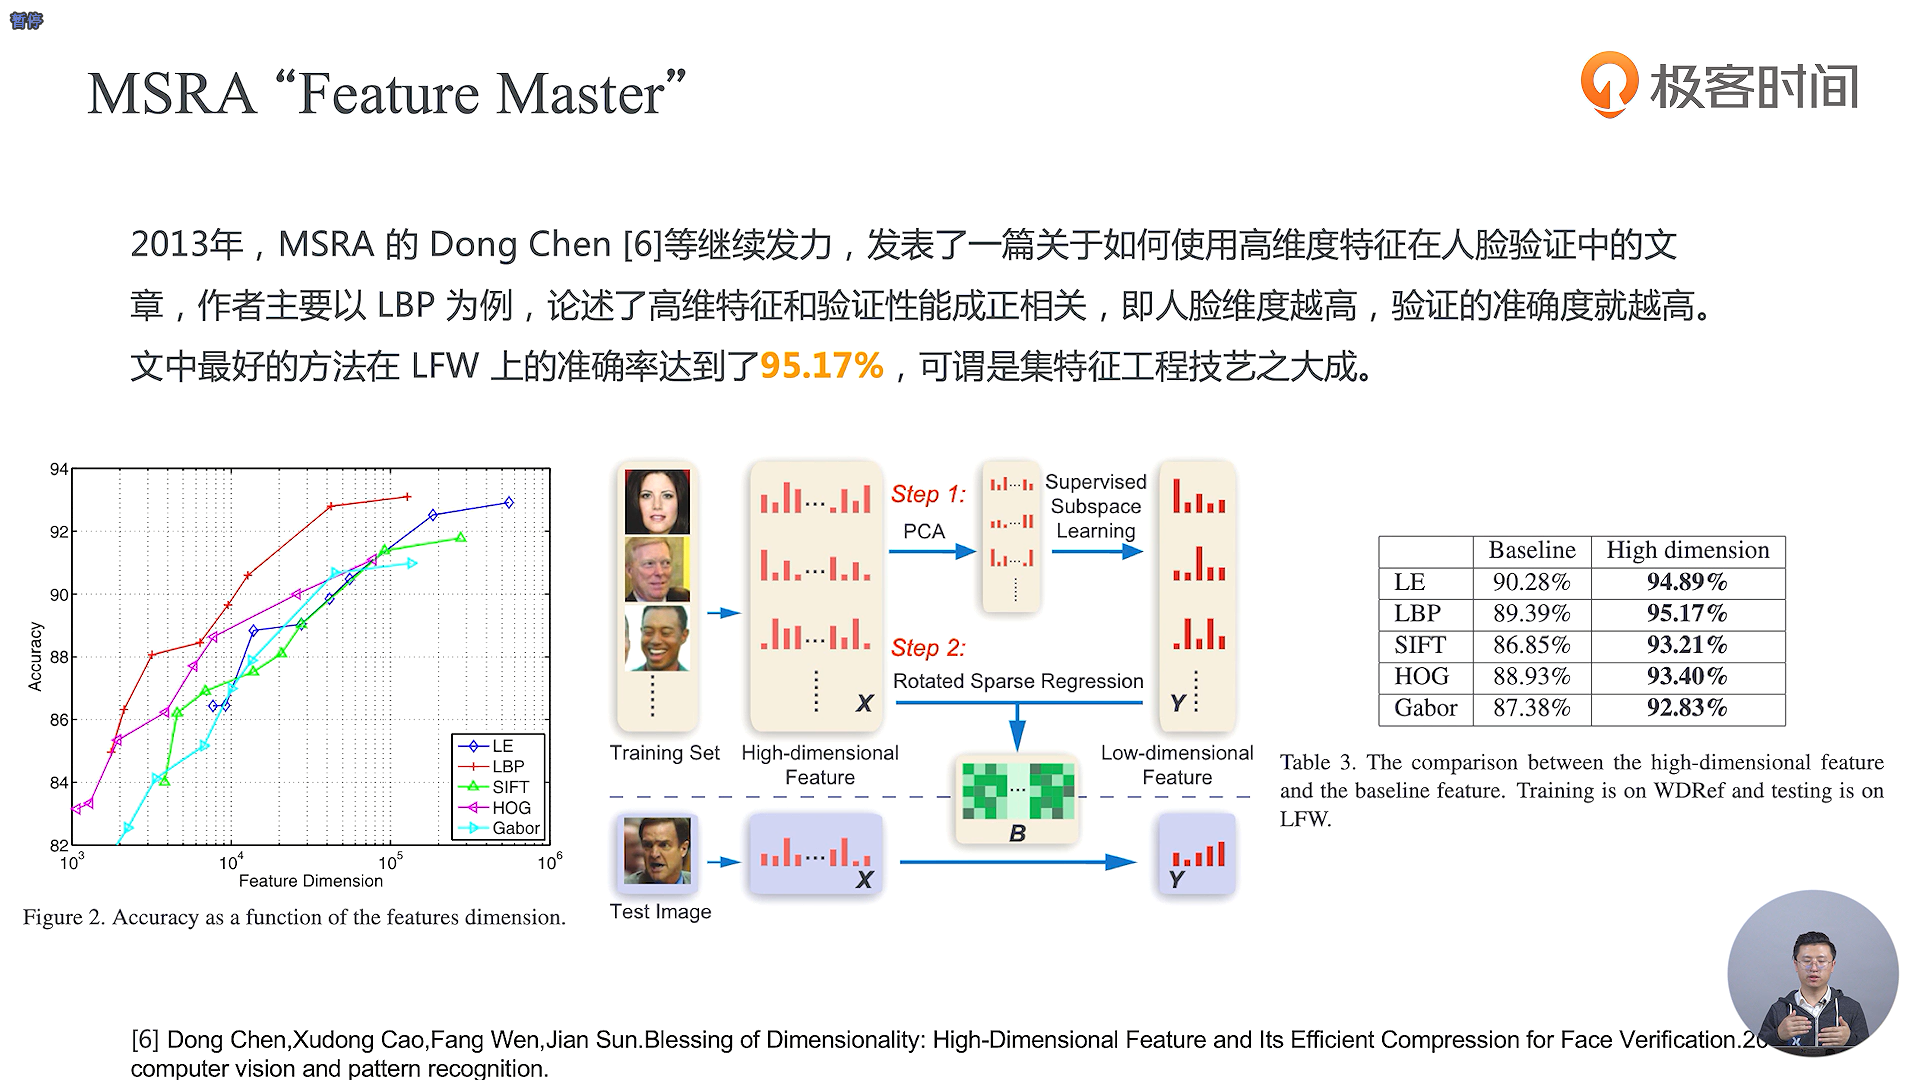 暂停
MSRA “Feature Master”
极客时间
2013年，MSRA 的 Dong Chen [6]等继续发力，发表了一篇关于如何使用高维度特征在人脸验证中的文
章，作者主要以 LBP 为例，论述了高维特征和验证性能成正相关，即人脸维度越高，验证的准确度就越高。
文中最好的方法在 LFW 上的准确率达到了95.17%，可谓是集特征工程技艺之大成。
94
92
90
88
86
84
82
Accuracy
10^3
10^4
10^5
10^6
Feature Dimension
LE
LBP
SIFT
HOG
Gabor
Figure 2. Accuracy as a function of the features dimension.
Training Set
X
High-dimensional
Feature
Step 1:
PCA
Supervised
Subspace
Learning
Step 2:
Rotated Sparse Regression
Y
Low-dimensional
Feature
B
Test Image
X
Y
Baseline High dimension
LE 90.28% 94.89%
LBP 89.39% 95.17%
SIFT 86.85% 93.21%
HOG 88.93% 93.40%
Gabor 87.38% 92.83%
Table 3. The comparison between the high-dimensional feature
and the baseline feature. Training is on WDRef and testing is on
LFW.
[6] Dong Chen,Xudong Cao,Fang Wen,Jian Sun.Blessing of Dimensionality: High-Dimensional Feature and Its Efficient Compression for Face Verification.
computer vision and pattern recognition.